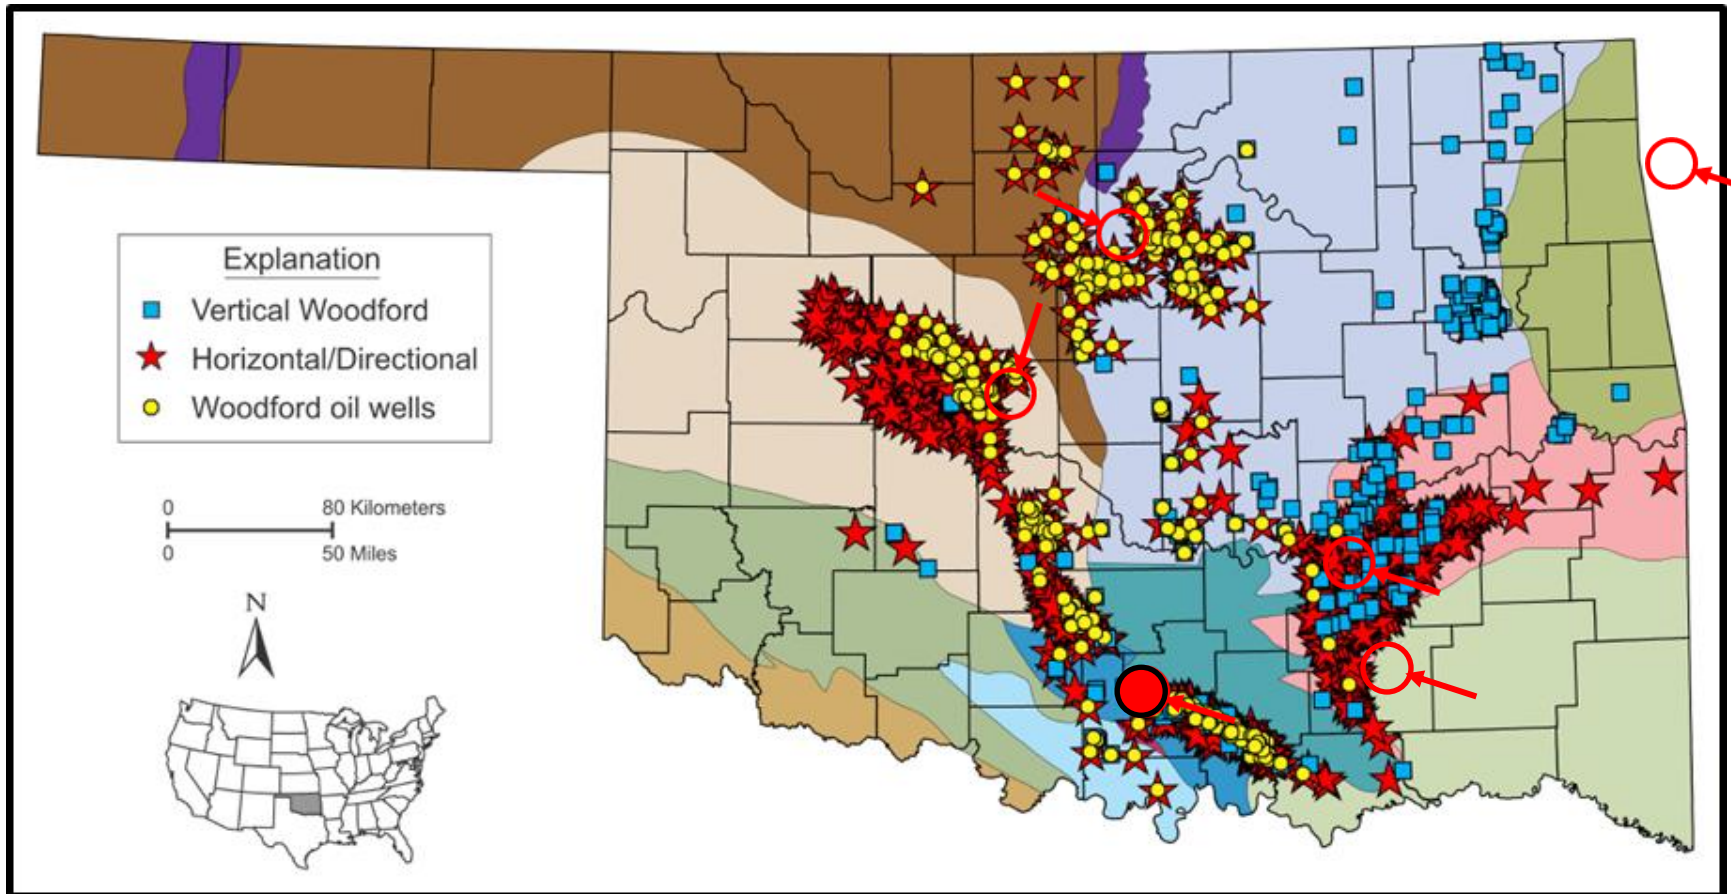 Explanation
Vertical Woodford
Horizontal/Directional
Woodford oil wells
0 80 Kilometers
0 50 Miles
N